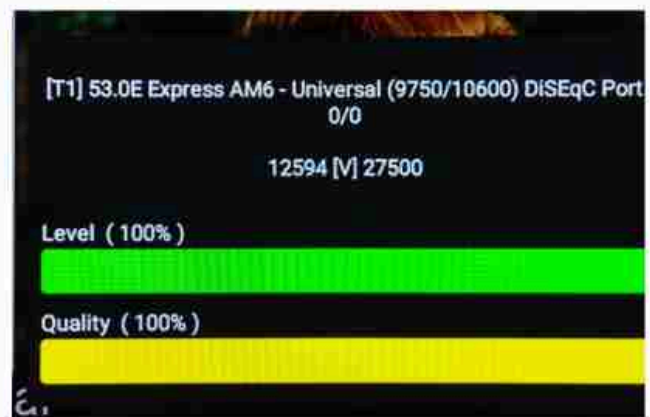 [T1] 53.0E Express AM6 - Universal (9750/10600) DiSEqC Port
0/0
12594 [V] 27500
Level ( 100% )
Quality ( 100% )